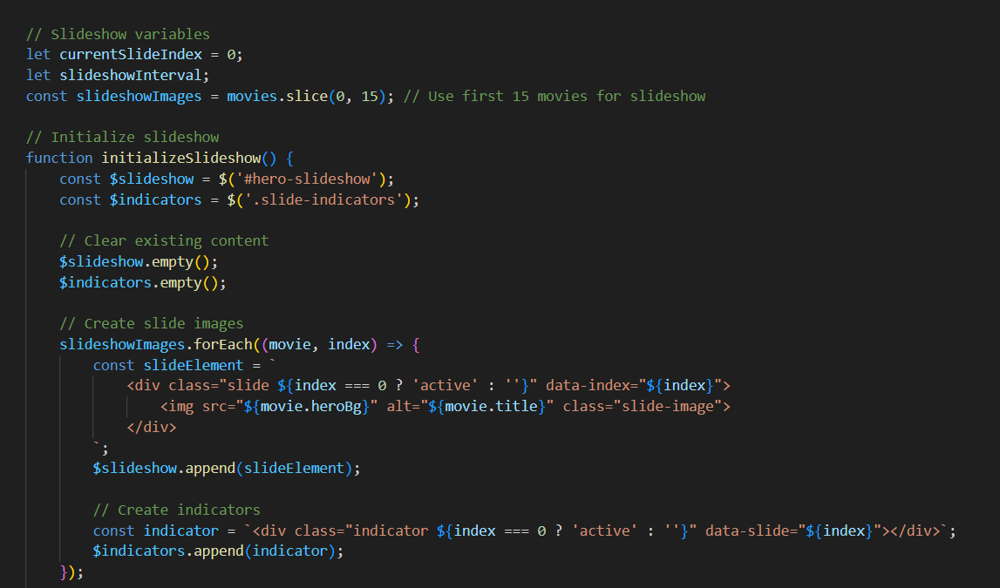 // Slideshow variables
let currentSlideIndex = 0;
let slideshowInterval;
const slideshowImages = movies.slice(0, 15); // Use first 15 movies for slideshow
// Initialize slideshow
function initializeSlideshow() {
const $slideshow = $('#hero-slideshow');
const $indicators = $('.slide-indicators');
// Clear existing content
$slideshow.empty();
$indicators.empty();
// Create slide images
slideshowImages.forEach((movie, index) => {
const slideElement = `
<div class="slide ${index === 0 ? 'active' : ''}" data-index="${index}">
<img src="${movie.heroBg}" alt="${movie.title}" class="slide-image">
</div>
`;
$slideshow.append(slideElement);
// Create indicators
const indicator = `<div class="indicator ${index === 0 ? 'active' : ''}" data-slide="${index}"></div>`;
$indicators.append(indicator);
});